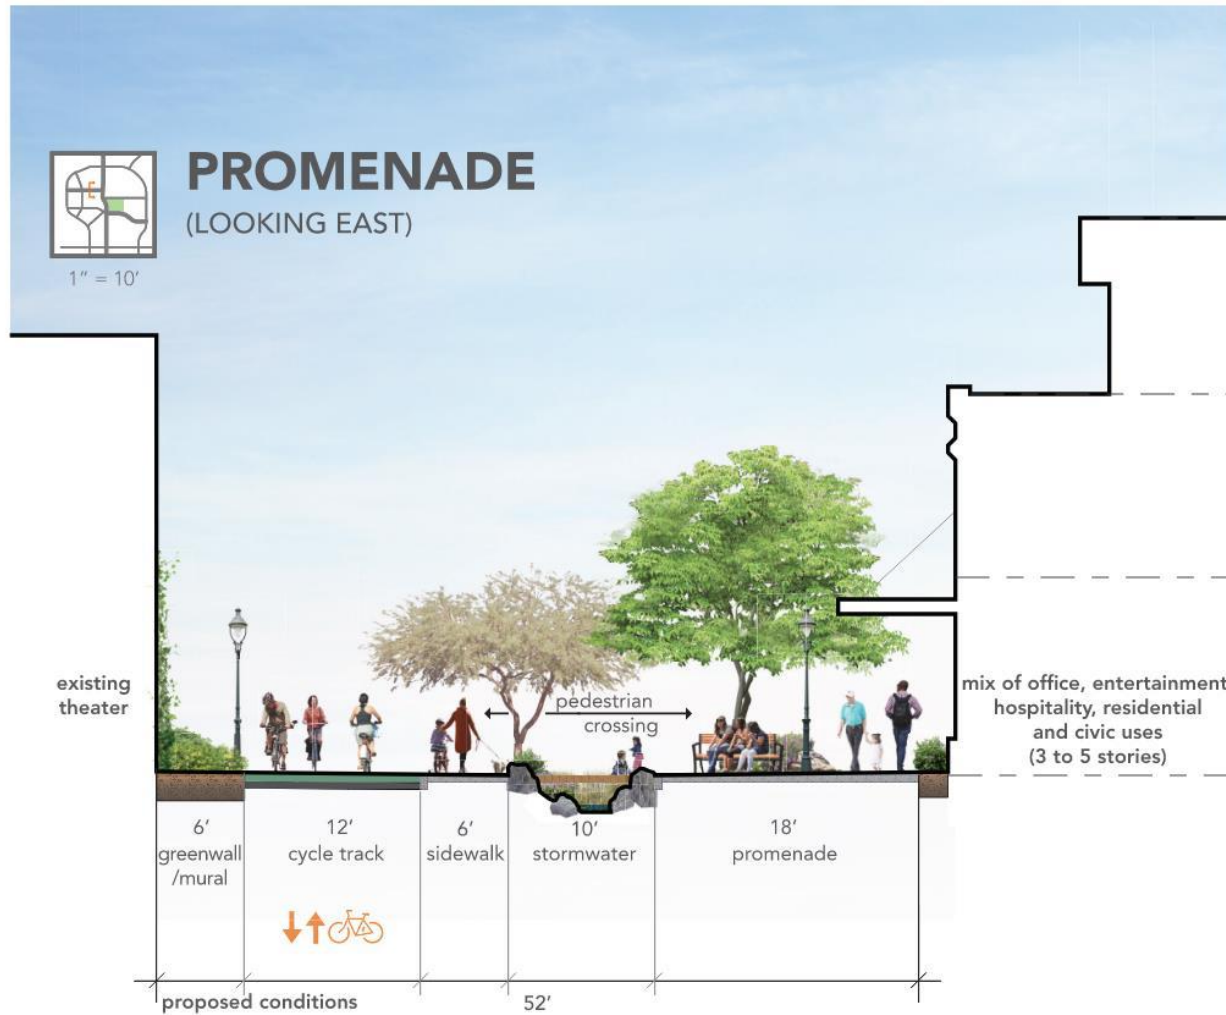 PROMENADE
(LOOKING EAST)
1" = 10'
existing
theater
pedestrian
crossing
mix of office, entertainment
hospitality, residential
and civic uses
(3 to 5 stories)
6'
greenwall
/mural
12'
cycle track
6'
sidewalk
10'
stormwater
18'
promenade
proposed conditions
52'